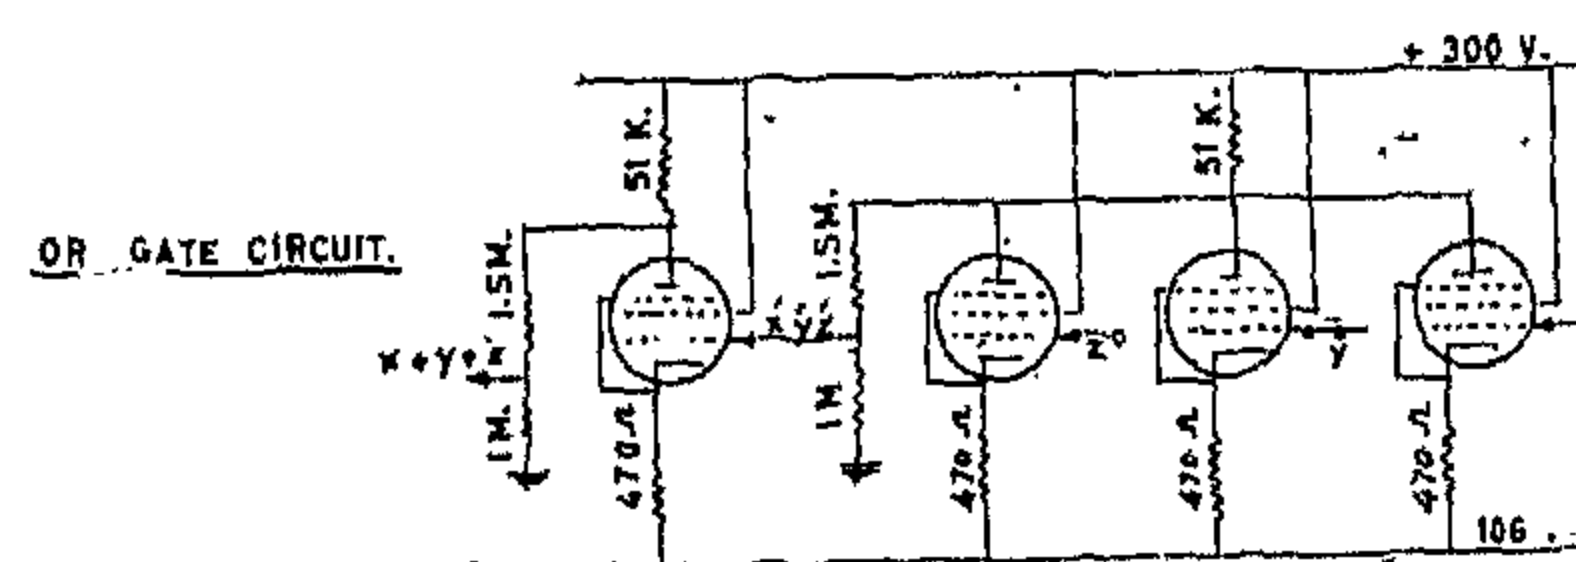 + 300 V.
51 K.
51 K.
OR GATE CIRCUIT.
1.5M.
1.5M.
x + y + z
x' y' z'
z
y
1M.
1M
470 Ω
470 Ω
470 Ω
470 Ω
106